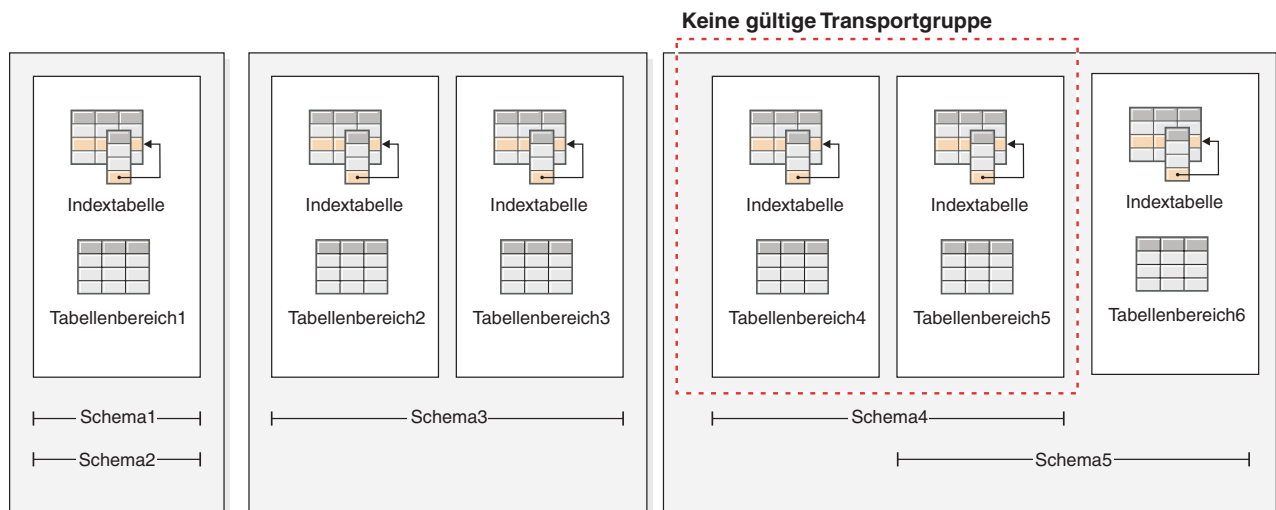 Keine gültige Transportgruppe
Indextabelle
Indextabelle
Indextabelle
Indextabelle
Indextabelle
Indextabelle
Tabellenbereich1
Tabellenbereich2
Tabellenbereich3
Tabellenbereich4
Tabellenbereich5
Tabellenbereich6
Schema1
Schema3
Schema4
Schema2
Schema5